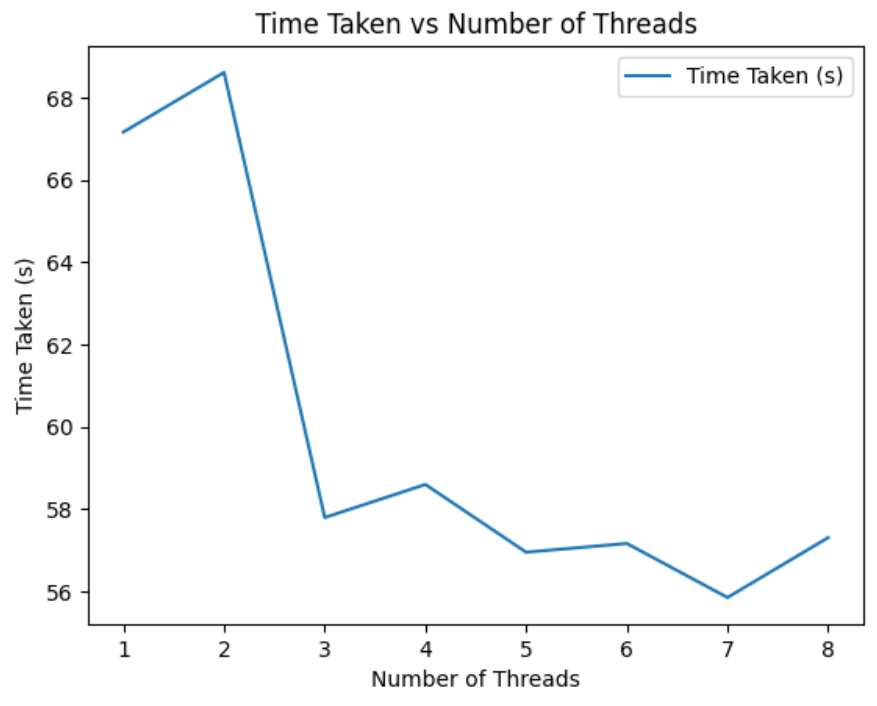 Time Taken vs Number of Threads
Time Taken (s)
68
66
64
62
60
58
56
Time Taken (s)
1 2 3 4 5 6 7 8
Number of Threads